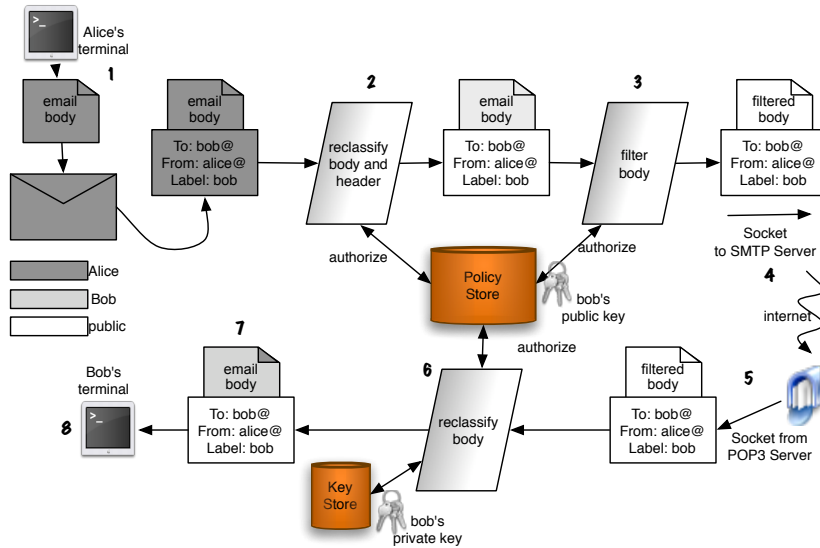 Alice's
terminal
1
email
body
email
body
To: bob@
From: alice@
Label: bob
2
reclassify
body and
header
authorize
email
body
To: bob@
From: alice@
Label: bob
3
filter
body
authorize
filtered body
To: bob@
From: alice@
Label: bob
Socket
to SMTP Server
4
internet
Alice
Bob
public
Policy
Store
bob's
public key
authorize
5
Socket from
POP3 Server
filtered
body
To: bob@
From: alice@
Label: bob
6
reclassify
body
Key
Store
bob's
private key
7
email
body
To: bob@
From: alice@
Label: bob
Bob's
terminal
8